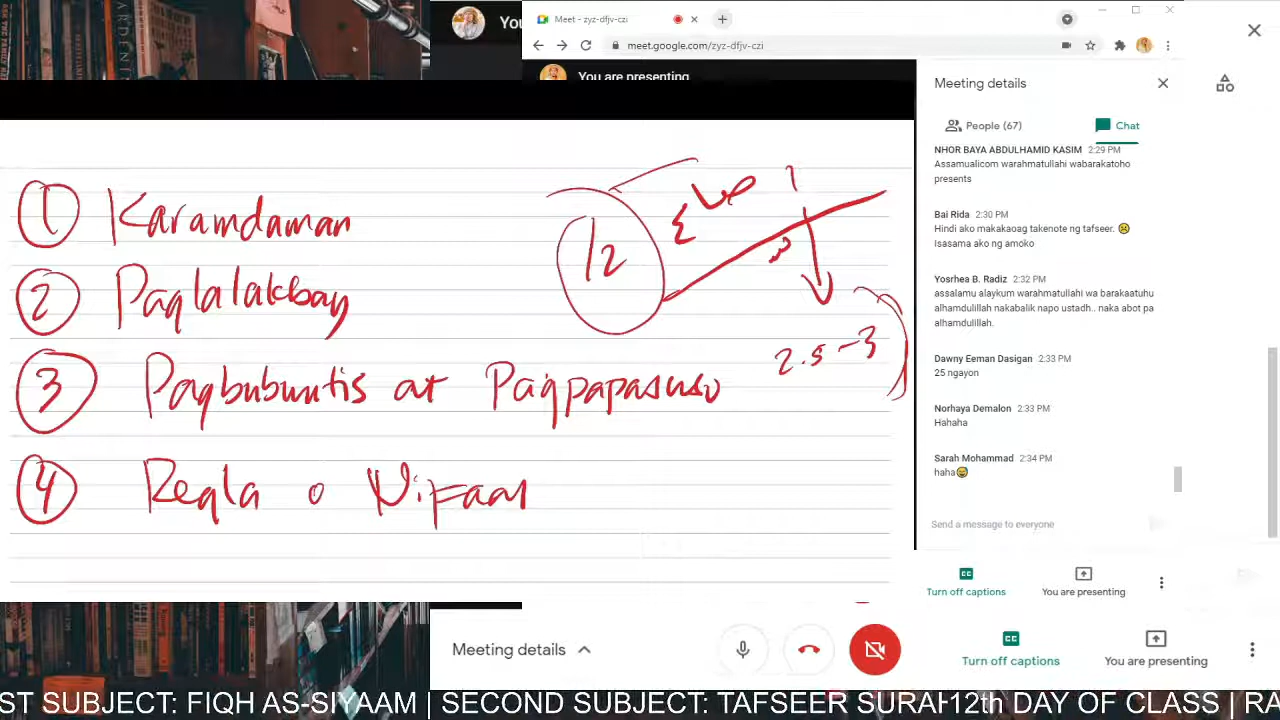 You
Meet - zyz-dfjv-czi
meet.google.com/zyz-dfjv-czi
You are presenting
Meeting details
People (67)
Chat
NHOR BAYA ABDULHAMID KASIM 2:29 PM
Assamualicom warahmatullahi wabarakatoho
presents
Bai Rida 2:30 PM
Hindi ako makakaoag takenote ng tafseer. ☹️
Isasama ako ng amoko
Yosrhea B. Radiz 2:32 PM
assalamu alaykum warahmatullahi wa barakaatuhu
alhamdulillah nakabalik napo ustadh.. naka abot pa
alhamdulillah.
Dawny Eeman Dasigan 2:33 PM
25 ngayon
Norhaya Demalon 2:33 PM
Hahaha
Sarah Mohammad 2:34 PM
haha😅
Send a message to everyone
Turn off captions
You are presenting
1 Karamdaman
2 Paglalakbay
3 Pagbubuntis at Pagpapasuso
4 Regla o Nifaas
12
صاع
2.5 - 3
Meeting details
Turn off captions
You are presenting
ST SUBJECT: FIQH AS-SIYAAM | SECOND SUBJECT: TAFSEER SURAH
12th DAY OF CLASS | RA